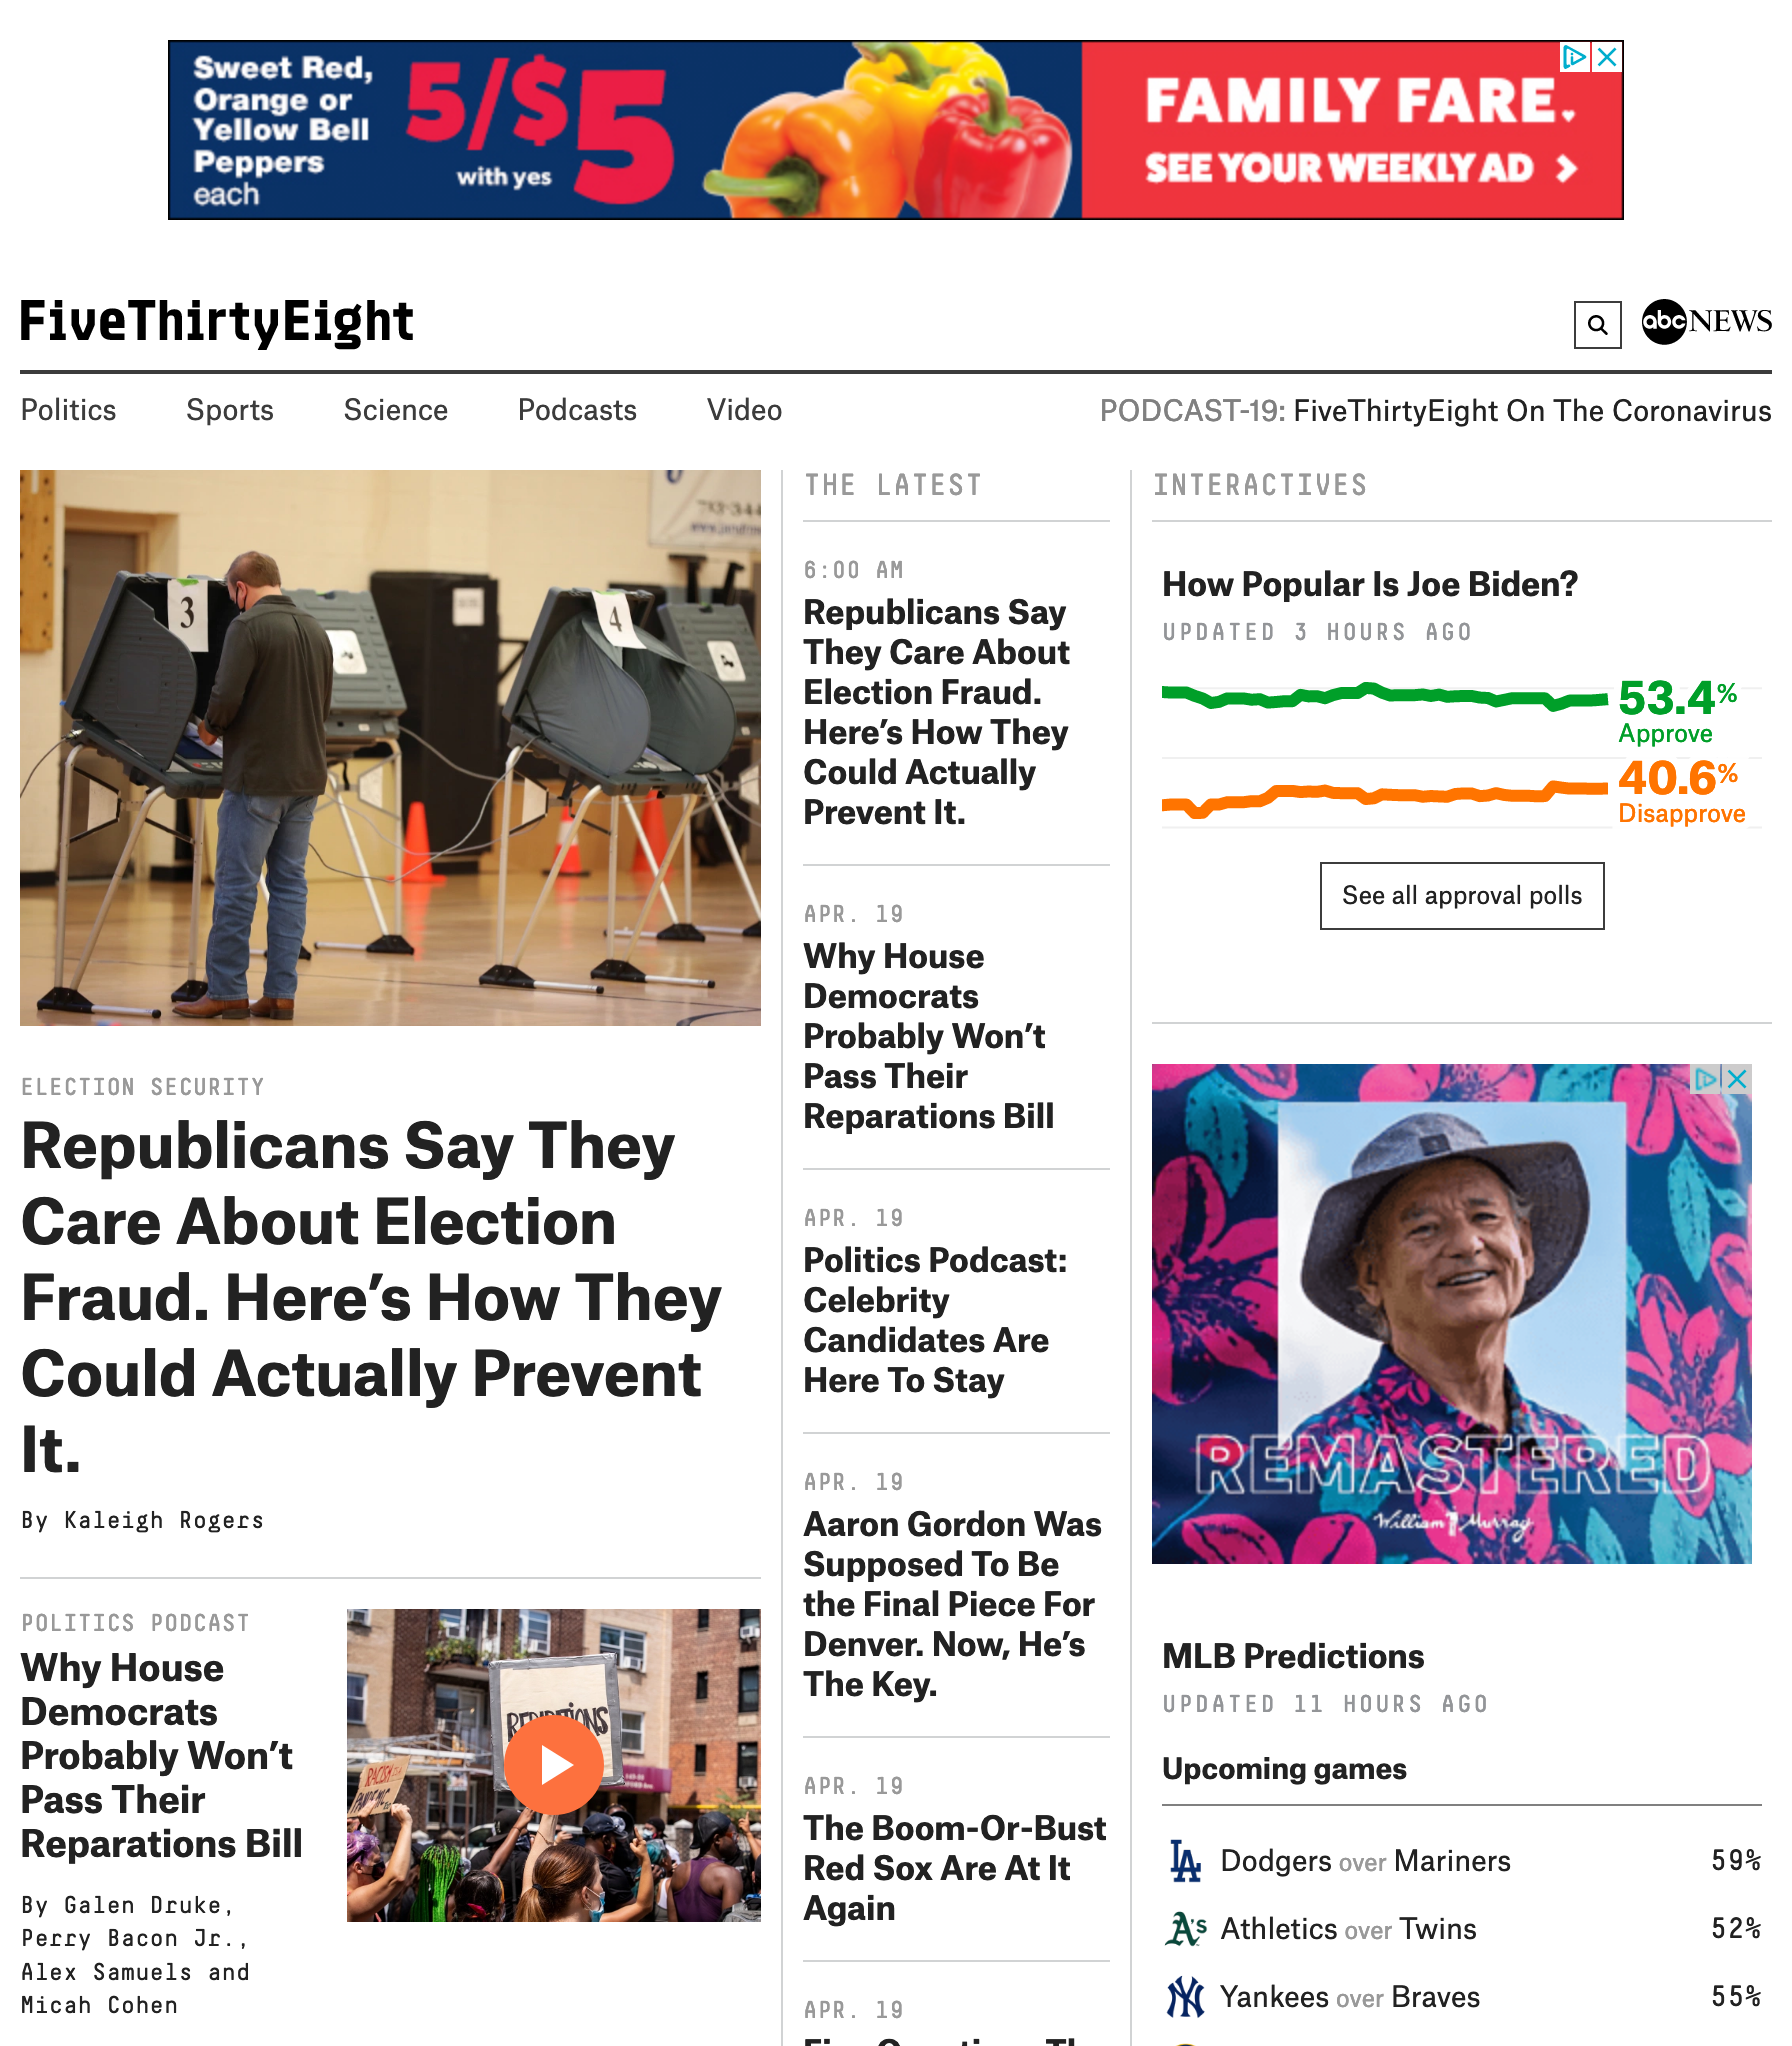 Sweet Red,
Orange or
Yellow Bell
Peppers
each
5/$5
with yes
FAMILY FARE.
SEE YOUR WEEKLY AD >
FiveThirtyEight
abc NEWS
Politics Sports Science Podcasts Video
PODCAST-19: FiveThirtyEight On The Coronavirus
3
4
ELECTION SECURITY
Republicans Say They
Care About Election
Fraud. Here’s How They
Could Actually Prevent
It.
By Kaleigh Rogers
POLITICS PODCAST
Why House
Democrats
Probably Won’t
Pass Their
Reparations Bill
By Galen Druke,
Perry Bacon Jr.,
Alex Samuels and
Micah Cohen
RACISM
PANDEMIC
THE LATEST
6:00 AM
Republicans Say
They Care About
Election Fraud.
Here’s How They
Could Actually
Prevent It.
APR. 19
Why House
Democrats
Probably Won’t
Pass Their
Reparations Bill
APR. 19
Politics Podcast:
Celebrity
Candidates Are
Here To Stay
APR. 19
Aaron Gordon Was
Supposed To Be
the Final Piece For
Denver. Now, He’s
The Key.
APR. 19
The Boom-Or-Bust
Red Sox Are At It
Again
APR. 19
INTERACTIVES
How Popular Is Joe Biden?
UPDATED 3 HOURS AGO
53.4%
Approve
40.6%
Disapprove
See all approval polls
REMASTERED
William Murray
MLB Predictions
UPDATED 11 HOURS AGO
Upcoming games
LA Dodgers over Mariners 59%
A's Athletics over Twins 52%
NY Yankees over Braves 55%